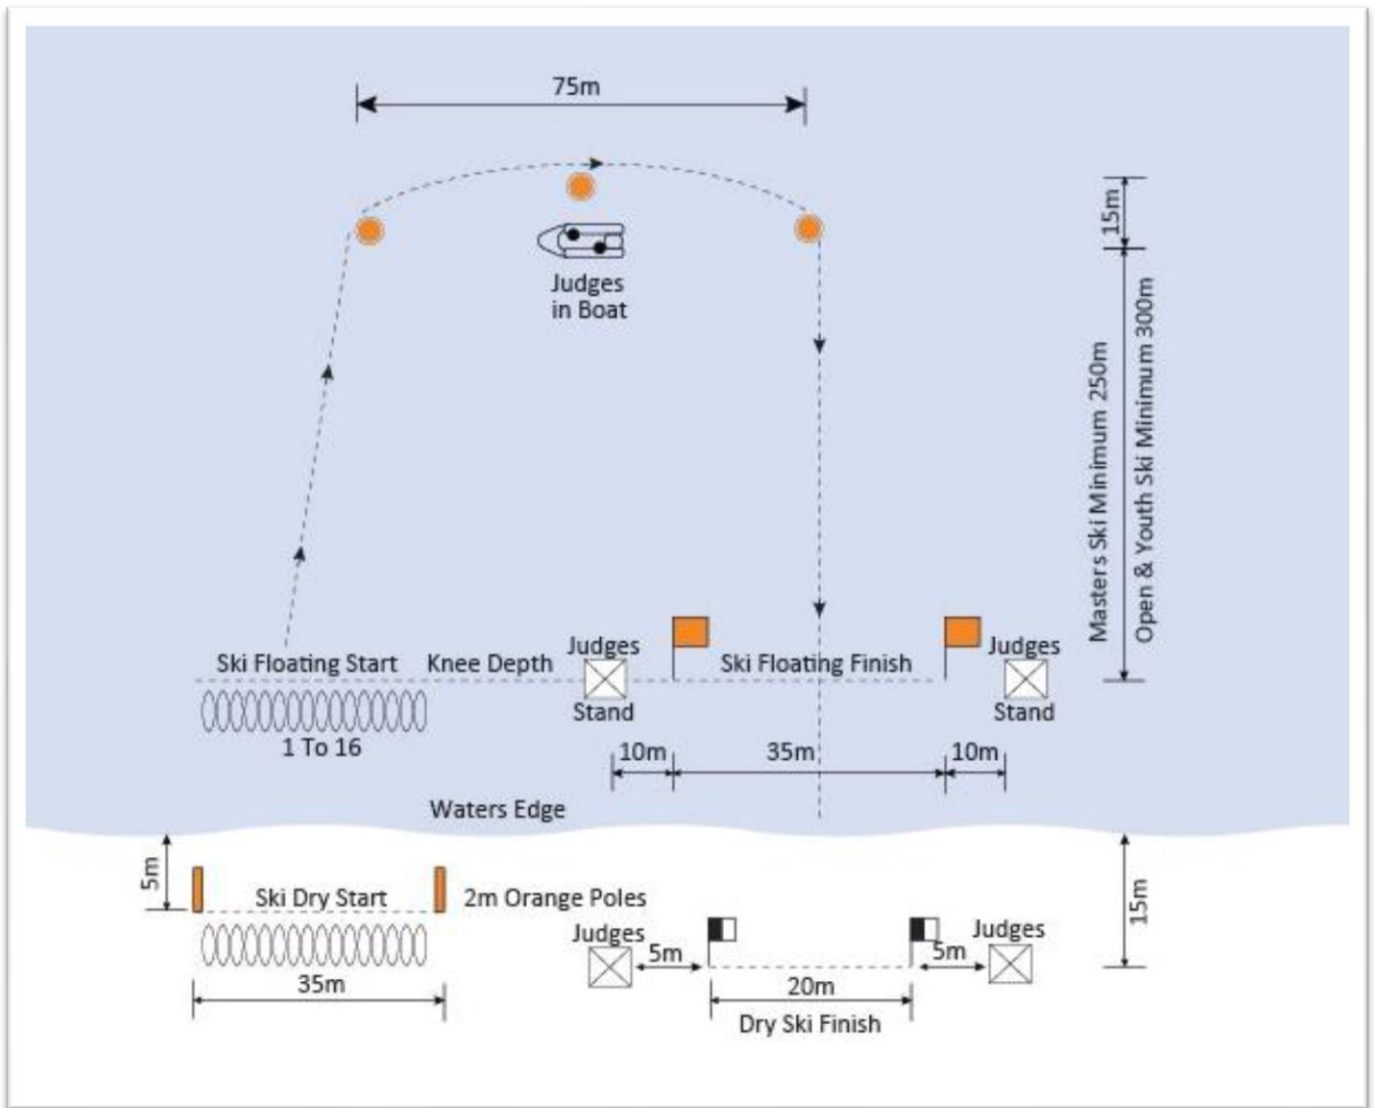 75m
15m
Judges
in Boat
Masters Ski Minimum 250m
Open & Youth Ski Minimum 300m
Ski Floating Start
Knee Depth
Judges
Stand
Ski Floating Finish
Judges
Stand
1 To 16
10m
35m
10m
Waters Edge
5m
Ski Dry Start
2m Orange Poles
15m
Judges
5m
5m
Judges
35m
20m
Dry Ski Finish